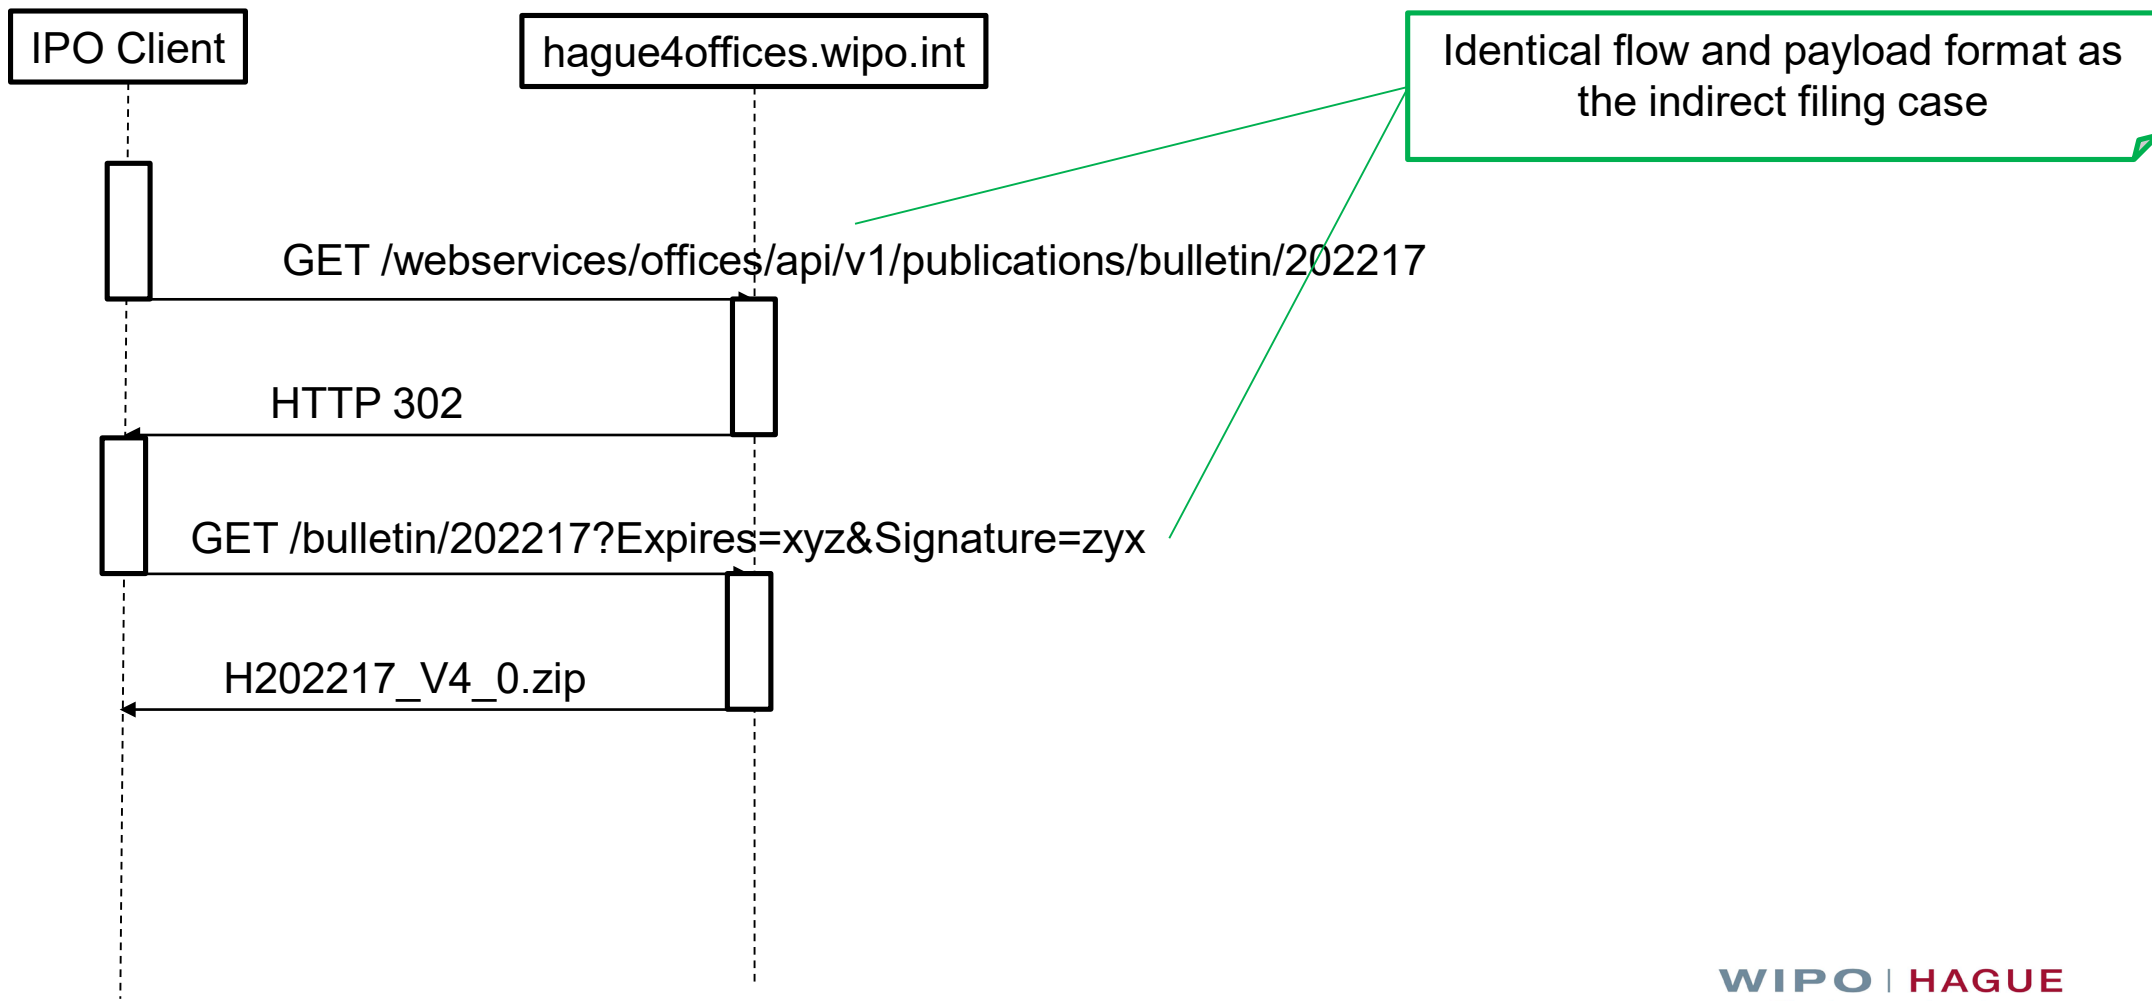 IPO Client
hague4offices.wipo.int
Identical flow and payload format as
the indirect filing case
GET /webservices/offices/api/v1/publications/bulletin/202217
HTTP 302
GET /bulletin/202217?Expires=xyz&Signature=zyx
H202217_V4_0.zip
WIPO | HAGUE